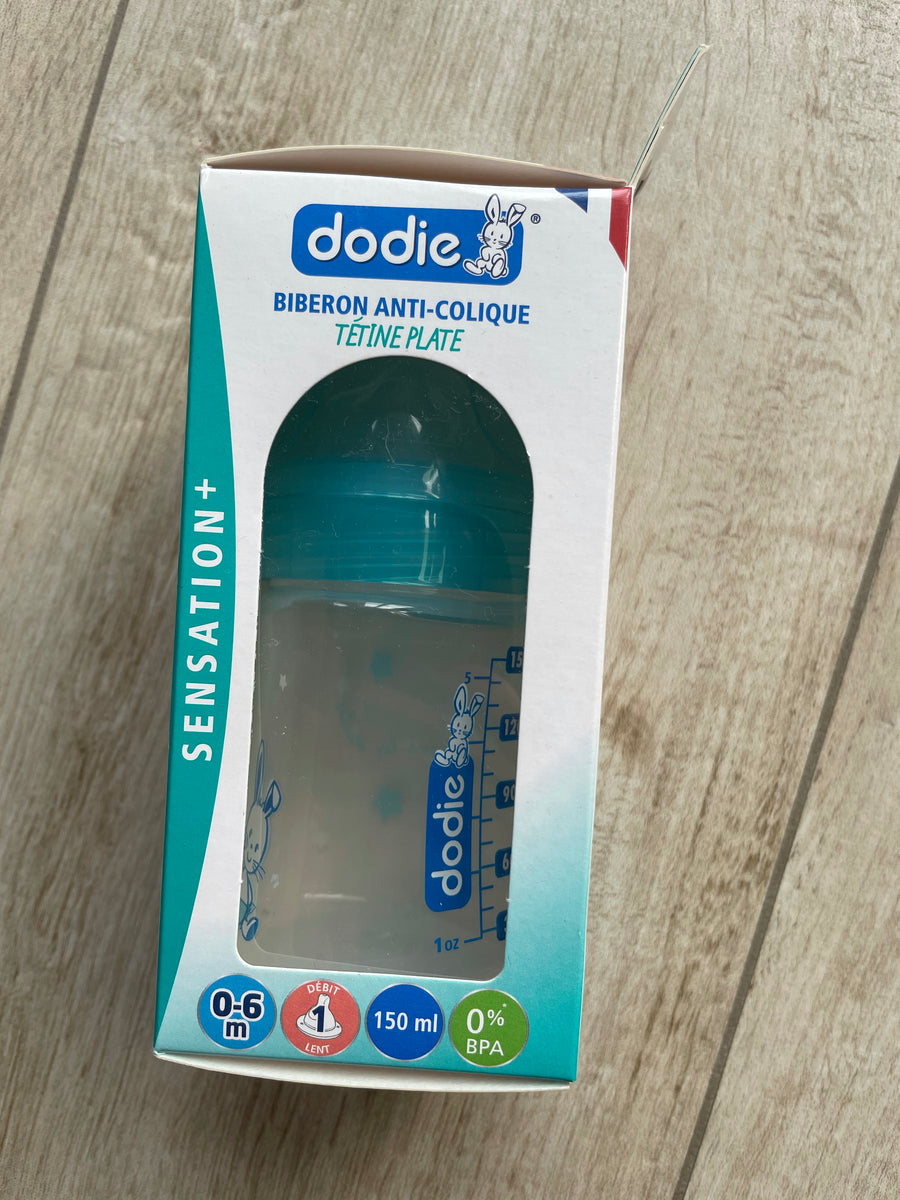 dodie
®
BIBERON ANTI-COLIQUE
TÉTINE PLATE
SENSATION+
5
dodie
1 oz
0-6
m
DÉBIT
1
LENT
150 ml
0%*
BPA